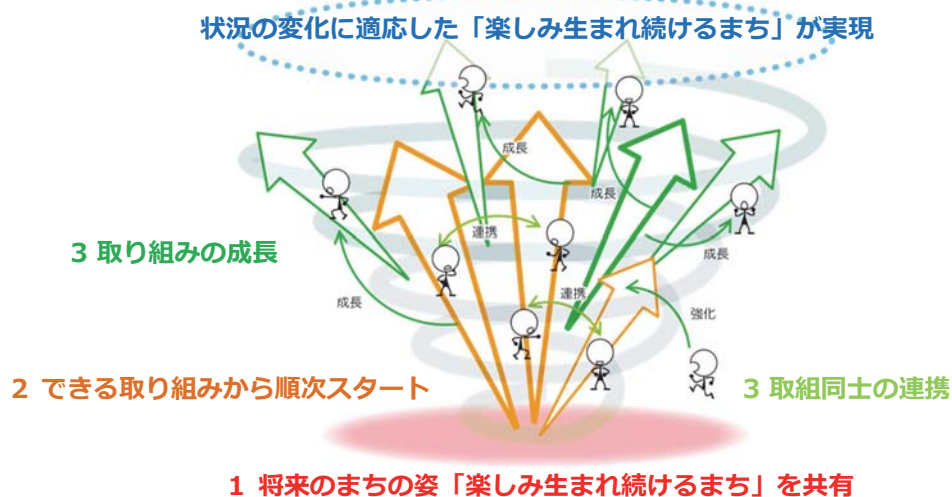 状況の変化に適応した「楽しみ生まれ続けるまち」が実現
成長
成長
連携
3 取り組みの成長
成長
連携
成長
強化
2 できる取り組みから順次スタート
3 取組同士の連携
1 将来のまちの姿「楽しみ生まれ続けるまち」を共有